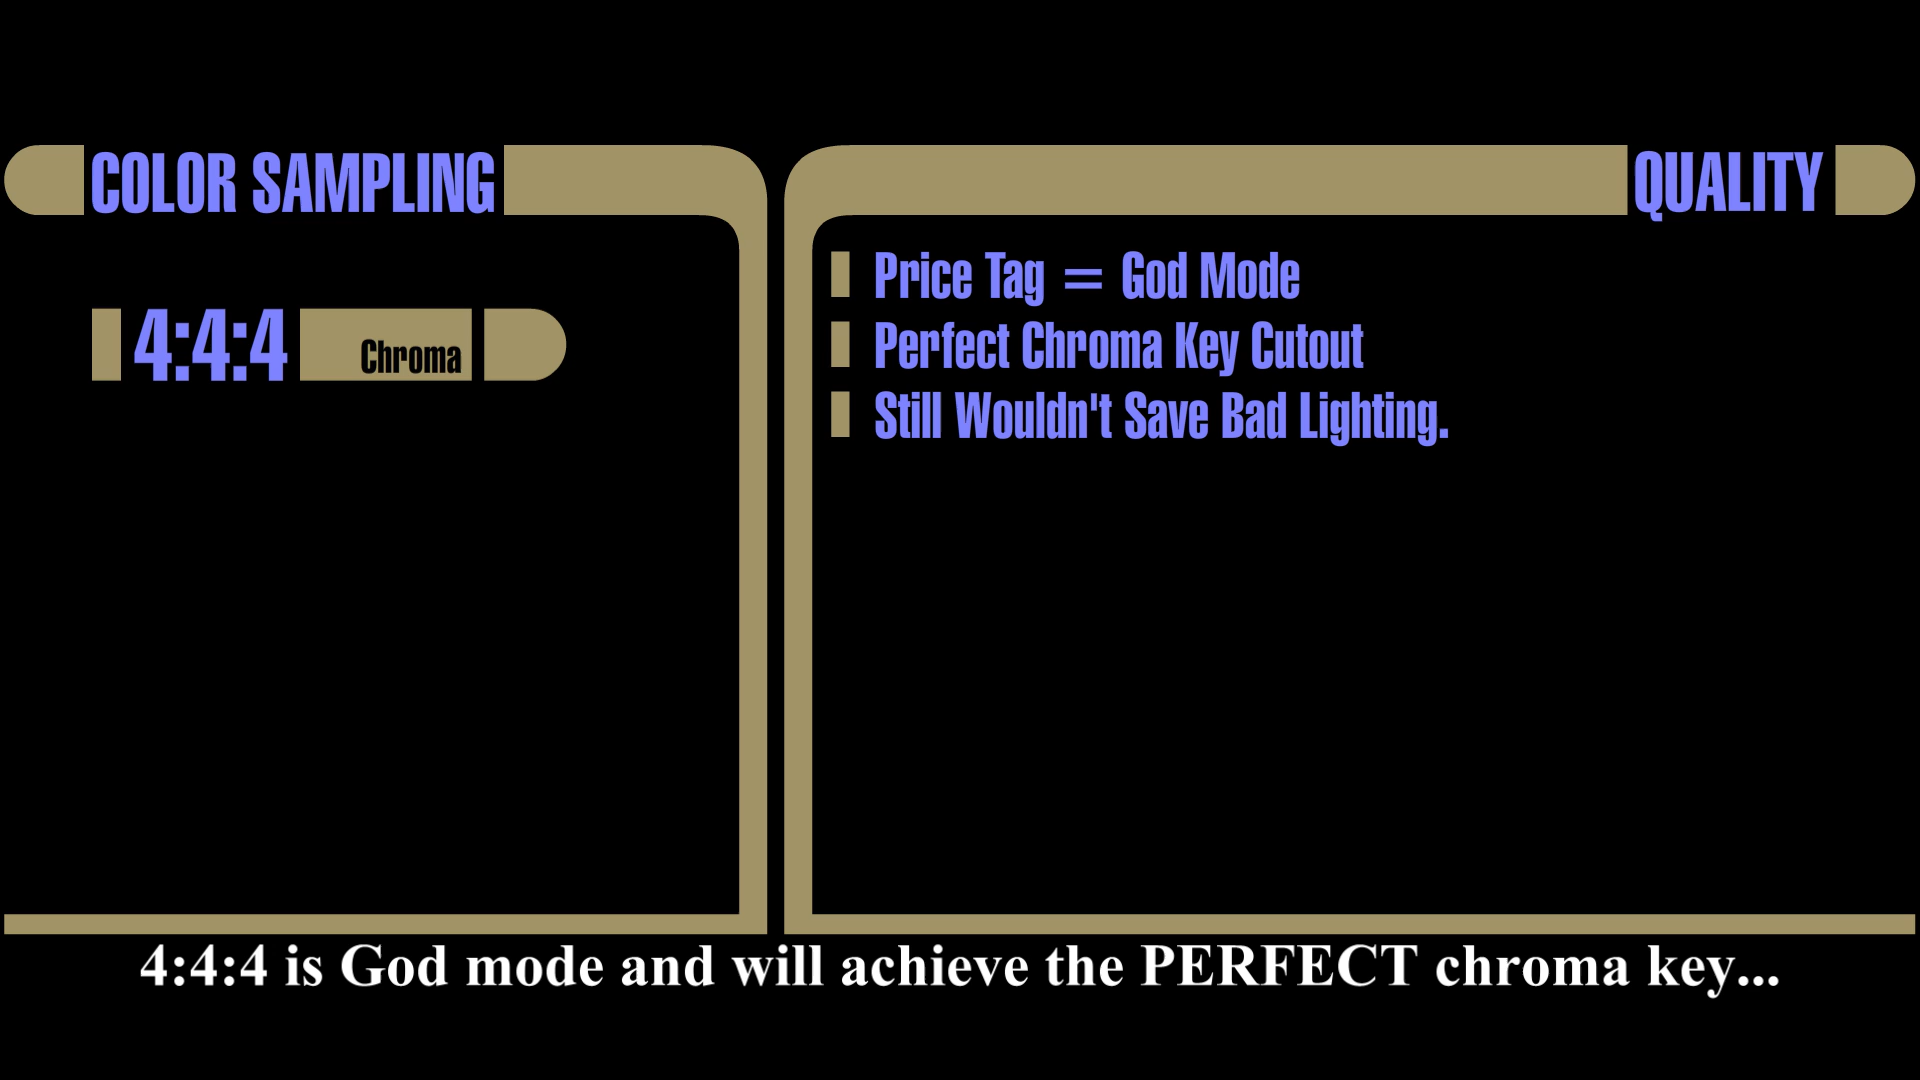 COLOR SAMPLING
QUALITY
4:4:4 Chroma
Price Tag = God Mode
Perfect Chroma Key Cutout
Still Wouldn't Save Bad Lighting.
4:4:4 is God mode and will achieve the PERFECT chroma key...